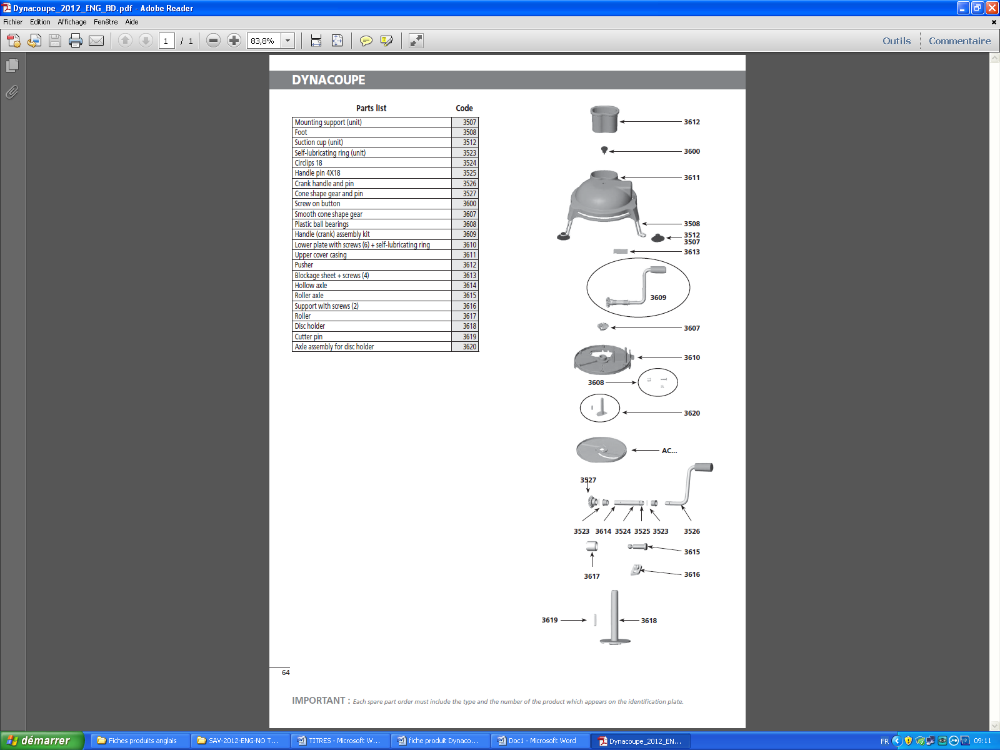 Dynacoupe_2012_ENG_BD.pdf - Adobe Reader
Fichier Edition Affichage Fenêtre Aide
1 / 1 83,8% Outils Commentaire
DYNACOUPE
Parts list Code
Mounting support (unit) 3507
Foot 3508
Suction cup (unit) 3512
Self-lubricating ring (unit) 3523
Circlips 18 3524
Handle pin 4X18 3525
Crank handle and pin 3526
Cone shape gear and pin 3527
Screw on button 3600
Smooth cone shape gear 3607
Plastic ball bearings 3608
Handle (crank) assembly kit 3609
Lower plate with screws (6) + self-lubricating ring 3610
Upper cover casing 3611
Pusher 3612
Blockage sheet + screws (4) 3613
Hollow axle 3614
Roller axle 3615
Support with screws (2) 3616
Roller 3617
Disc holder 3618
Cutter pin 3619
Axle assembly for disc holder 3620
3612
3600
3611
3508
3512
3507
3613
3609
3607
3610
3608
3620
AC...
3527
3523 3614 3524 3525 3523 3526
3615
3617
3616
3619 3618
64
IMPORTANT : Each spare part order must include the type and the number of the product which appears on the identification plate.
démarrer Fiches produits anglais SAV-2012-ENG-NO T... TITRES - Microsoft W... fiche produit Dynaco... Doc1 - Microsoft Word Dynacoupe_2012_EN... FR 09:11